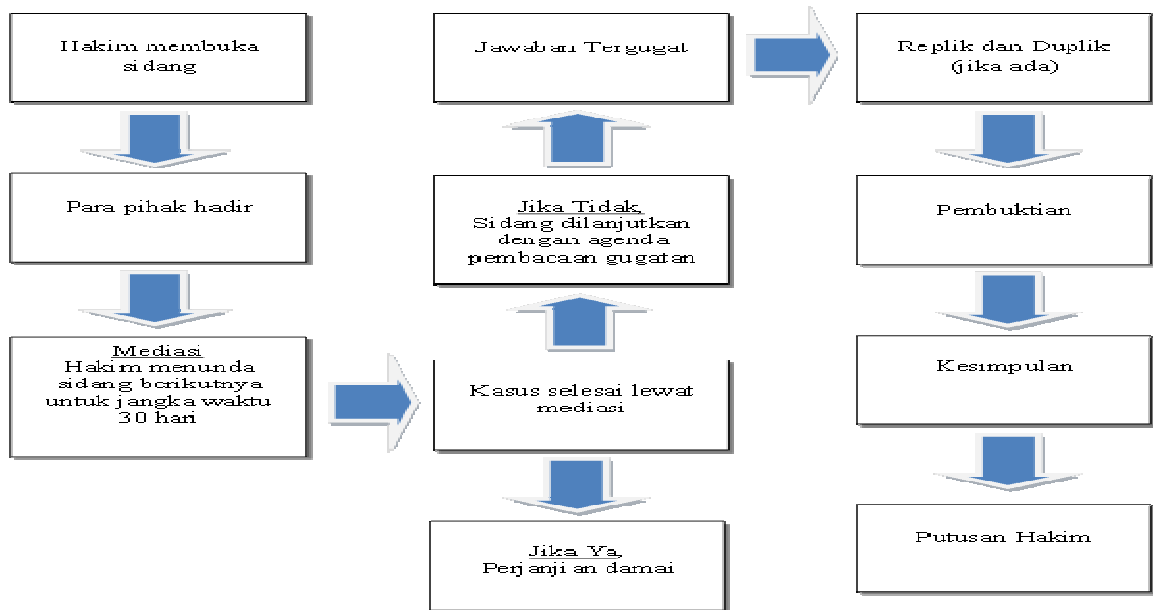 Hakim membuka
sidang
Para pihak hadir
Mediasi
Hakim menunda
sidang berikutnya
untuk jangka waktu
30 hari
Kasus selesai lewat
mediasi
Jika Ya,
Perjanjian damai
Jika Tidak,
Sidang dilanjutkan
dengan agenda
pembacaan gugatan
Jawaban Tergugat
Replik dan Duplik
(jika ada)
Pembuktian
Kesimpulan
Putusan Hakim